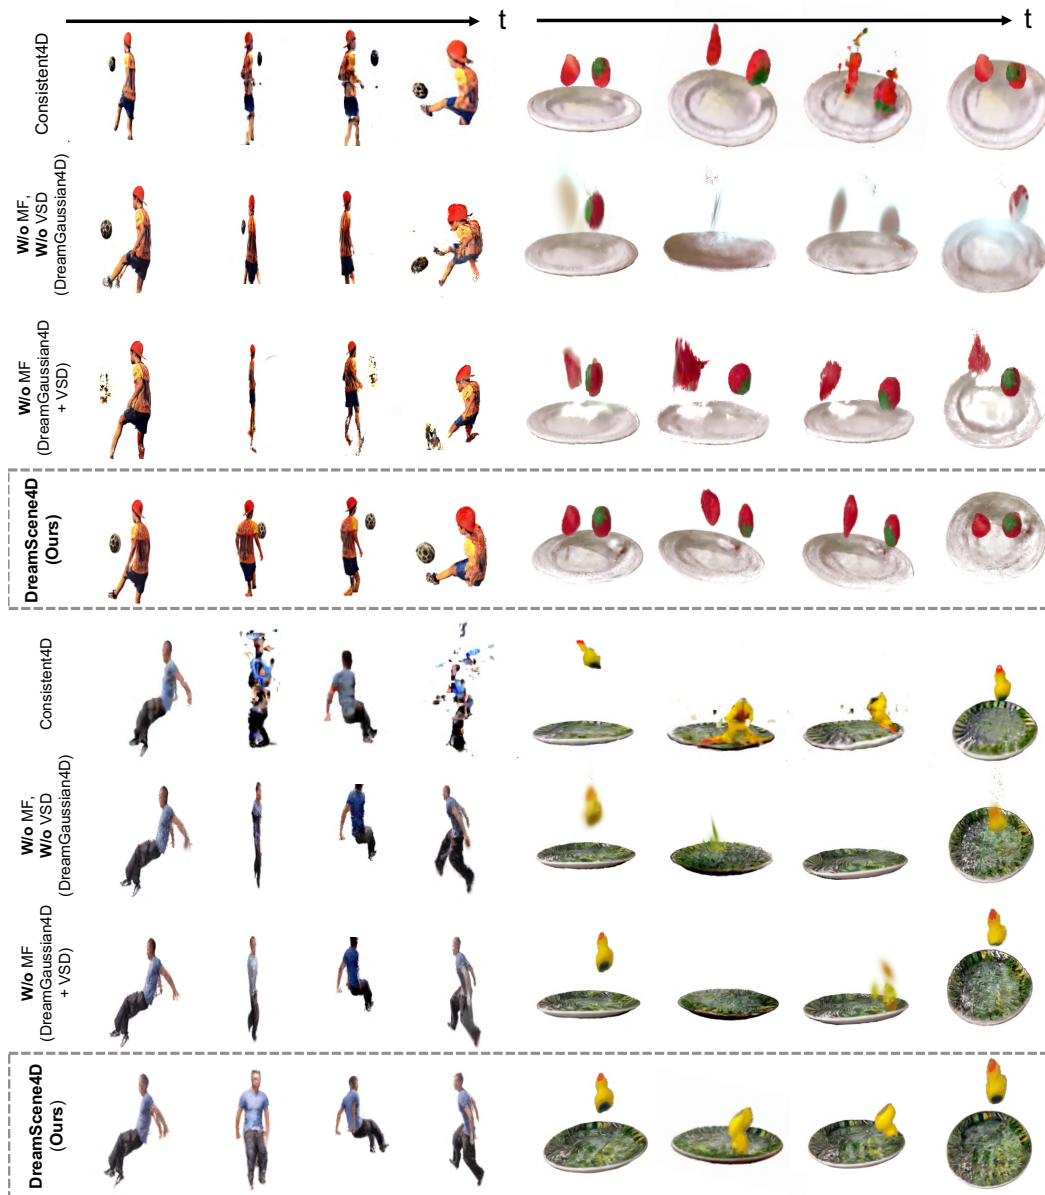 t
t
Consistent4D
W/o MF,
W/o VSD
(DreamGaussian4D)
W/o MF
(DreamGaussian4D
+ VSD)
DreamScene4D
(Ours)
Consistent4D
W/o MF,
W/o VSD
(DreamGaussian4D)
W/o MF
(DreamGaussian4D
+ VSD)
DreamScene4D
(Ours)